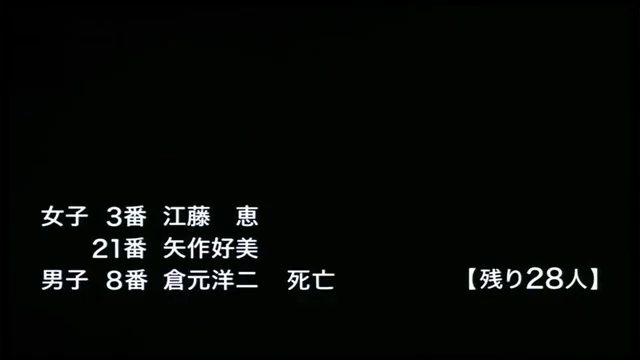 女子 3番 江藤 恵
21番 矢作好美
男子 8番 倉元洋二 死亡 【残り28人】